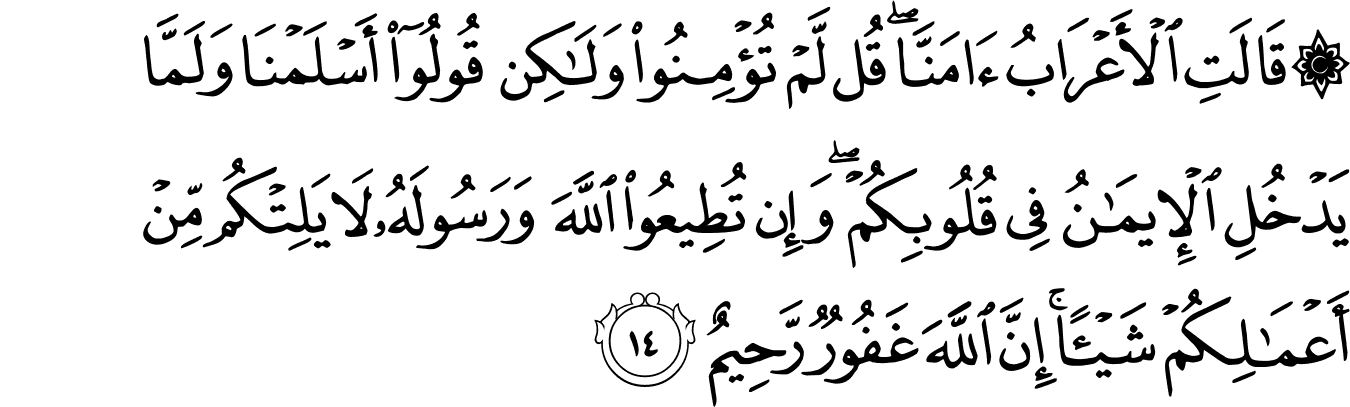 ۞ قَالَتِ ٱلْأَعْرَابُ ءَامَنَّا ۖ قُل لَّمْ تُؤْمِنُوا۟ وَلَـٰكِن قُولُوٓا۟ أَسْلَمْنَا وَلَمَّا
يَدْخُلِ ٱلْإِيمَـٰنُ فِى قُلُوبِكُمْ ۖ وَإِن تُطِيعُوا۟ ٱللَّهَ وَرَسُولَهُۥ لَا يَلِتْكُم مِّنْ
أَعْمَـٰلِكُمْ شَيْـًٔا ۚ إِنَّ ٱللَّهَ غَفُورٌ رَّحِيمٌ ١٤